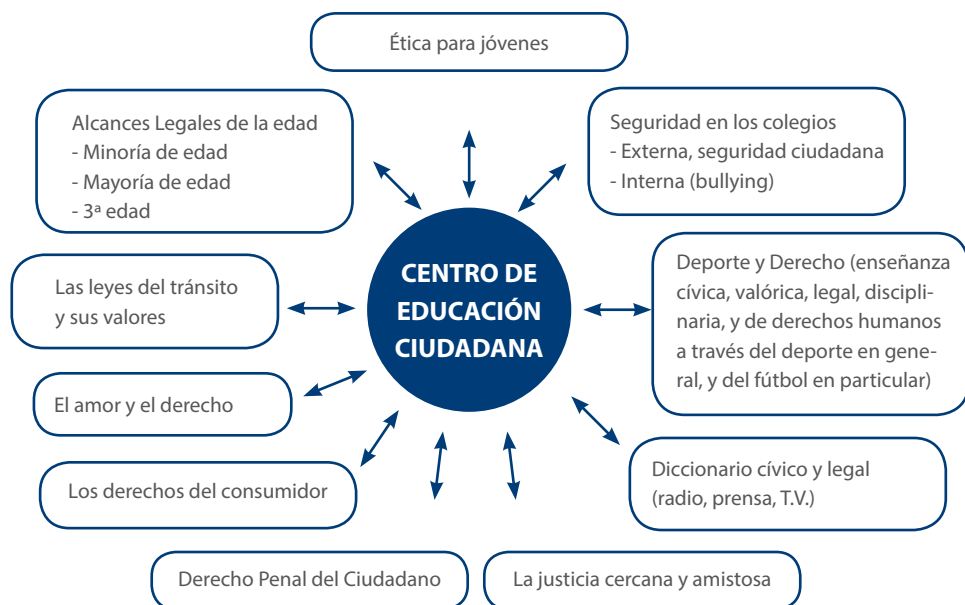 Ética para jóvenes
Alcances Legales de la edad
- Minoría de edad
- Mayoría de edad
- 3ª edad
Seguridad en los colegios
- Externa, seguridad ciudadana
- Interna (bullying)
Las leyes del tránsito
y sus valores
CENTRO DE
EDUCACIÓN
CIUDADANA
Deporte y Derecho (enseñanza
cívica, valórica, legal, discipli-
naria, y de derechos humanos
a través del deporte en gene-
ral, y del fútbol en particular)
El amor y el derecho
Los derechos del consumidor
Diccionario cívico y legal
(radio, prensa, T.V.)
Derecho Penal del Ciudadano
La justicia cercana y amistosa